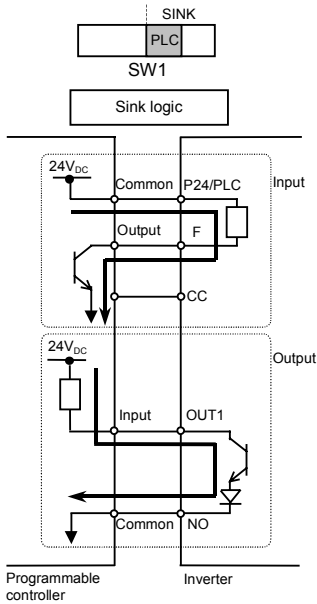 SINK
PLC
SW1
Sink logic
24VDC
Common P24/PLC
Input
Output F
CC
24VDC
Output
Input OUT1
Common NO
Programmable
controller
Inverter